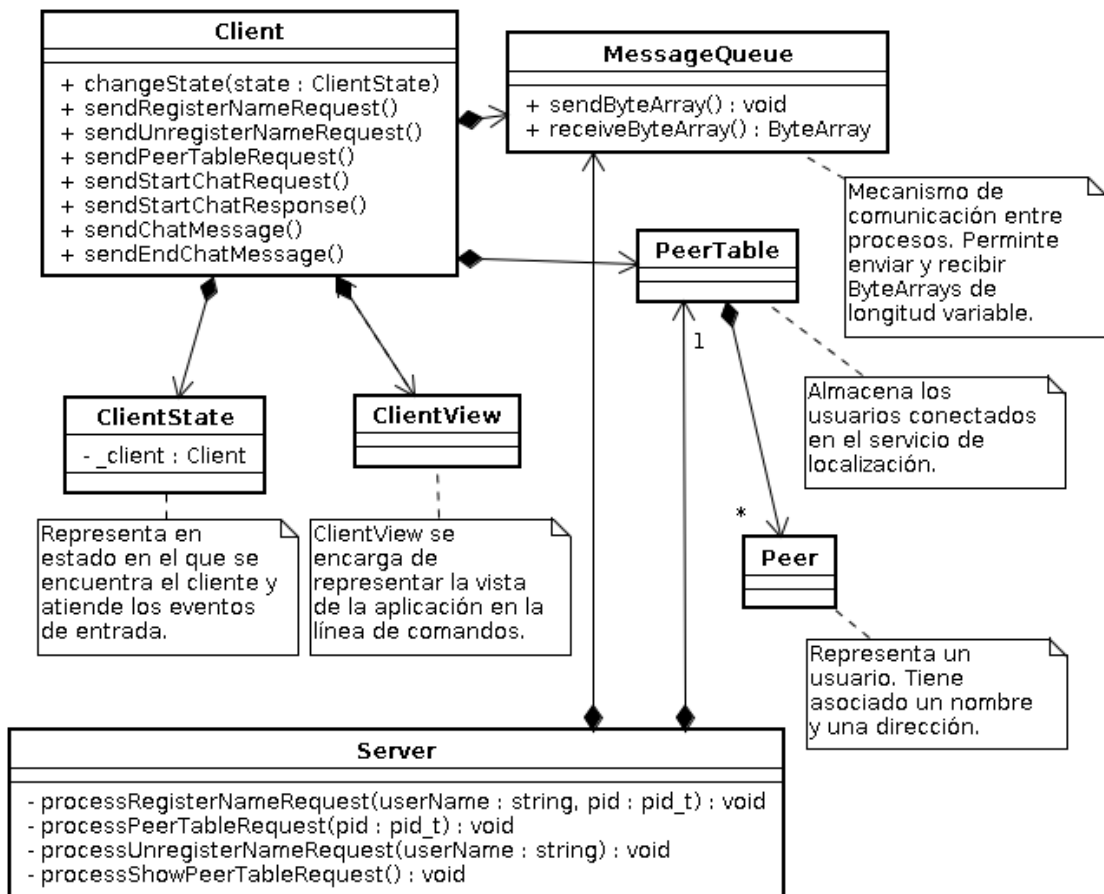 Client
+ changeState(state : ClientState)
+ sendRegisterNameRequest()
+ sendUnregisterNameRequest()
+ sendPeerTableRequest()
+ sendStartChatRequest()
+ sendStartChatResponse()
+ sendChatMessage()
+ sendEndChatMessage()
MessageQueue
+ sendByteArray() : void
+ receiveByteArray() : ByteArray
Mecanismo de
comunicación entre
procesos. Perminte
enviar y recibir
ByteArrays de
longitud variable.
PeerTable
1
Almacena los
usuarios conectados
en el servicio de
localización.
ClientState
- _client : Client
ClientView
Representa en
estado en el que se
encuentra el cliente y
atiende los eventos
de entrada.
ClientView se
encarga de
representar la vista
de la aplicación en la
línea de comandos.
*
Peer
Representa un
usuario. Tiene
asociado un nombre
y una dirección.
Server
- processRegisterNameRequest(userName : string, pid : pid_t) : void
- processPeerTableRequest(pid : pid_t) : void
- processUnregisterNameRequest(userName : string) : void
- processShowPeerTableRequest() : void